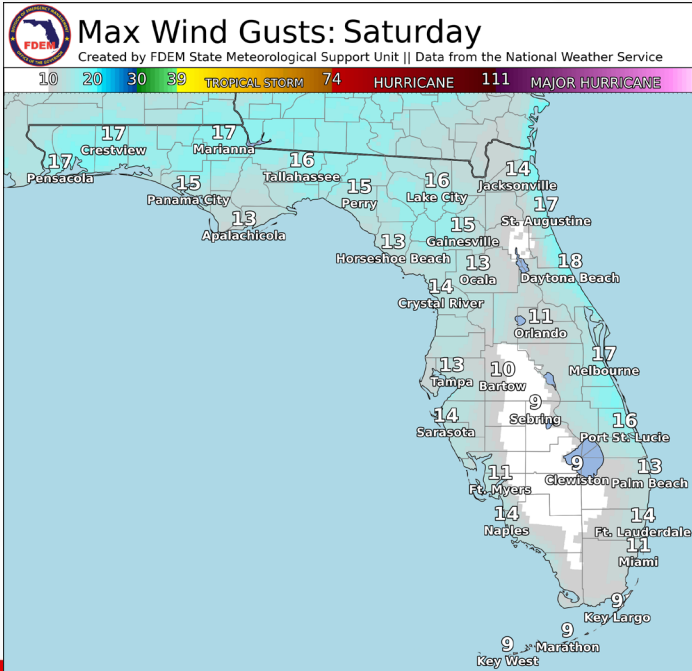 Max Wind Gusts: Saturday
FDEM
Created by FDEM State Meteorological Support Unit || Data from the National Weather Service
10 20 30 39 TROPICAL STORM 74 HURRICANE 111 MAJOR HURRICANE
17
Crestview
17
Marianna
17
Pensacola
16
Tallahassee
15
Panama City
15
Perry
16
Lake City
14
Jacksonville
13
Apalachicola
17
St. Augustine
15
Gainesville
13
Horseshoe Beach
13
Ocala
18
Daytona Beach
14
Crystal River
11
Orlando
17
Melbourne
13
Tampa
10
Bartow
9
Sebring
14
Sarasota
16
Port St. Lucie
11
Ft. Myers
9
Clewiston
13
Palm Beach
14
Naples
14
Ft. Lauderdale
11
Miami
9
Key Largo
9
Marathon
9
Key West